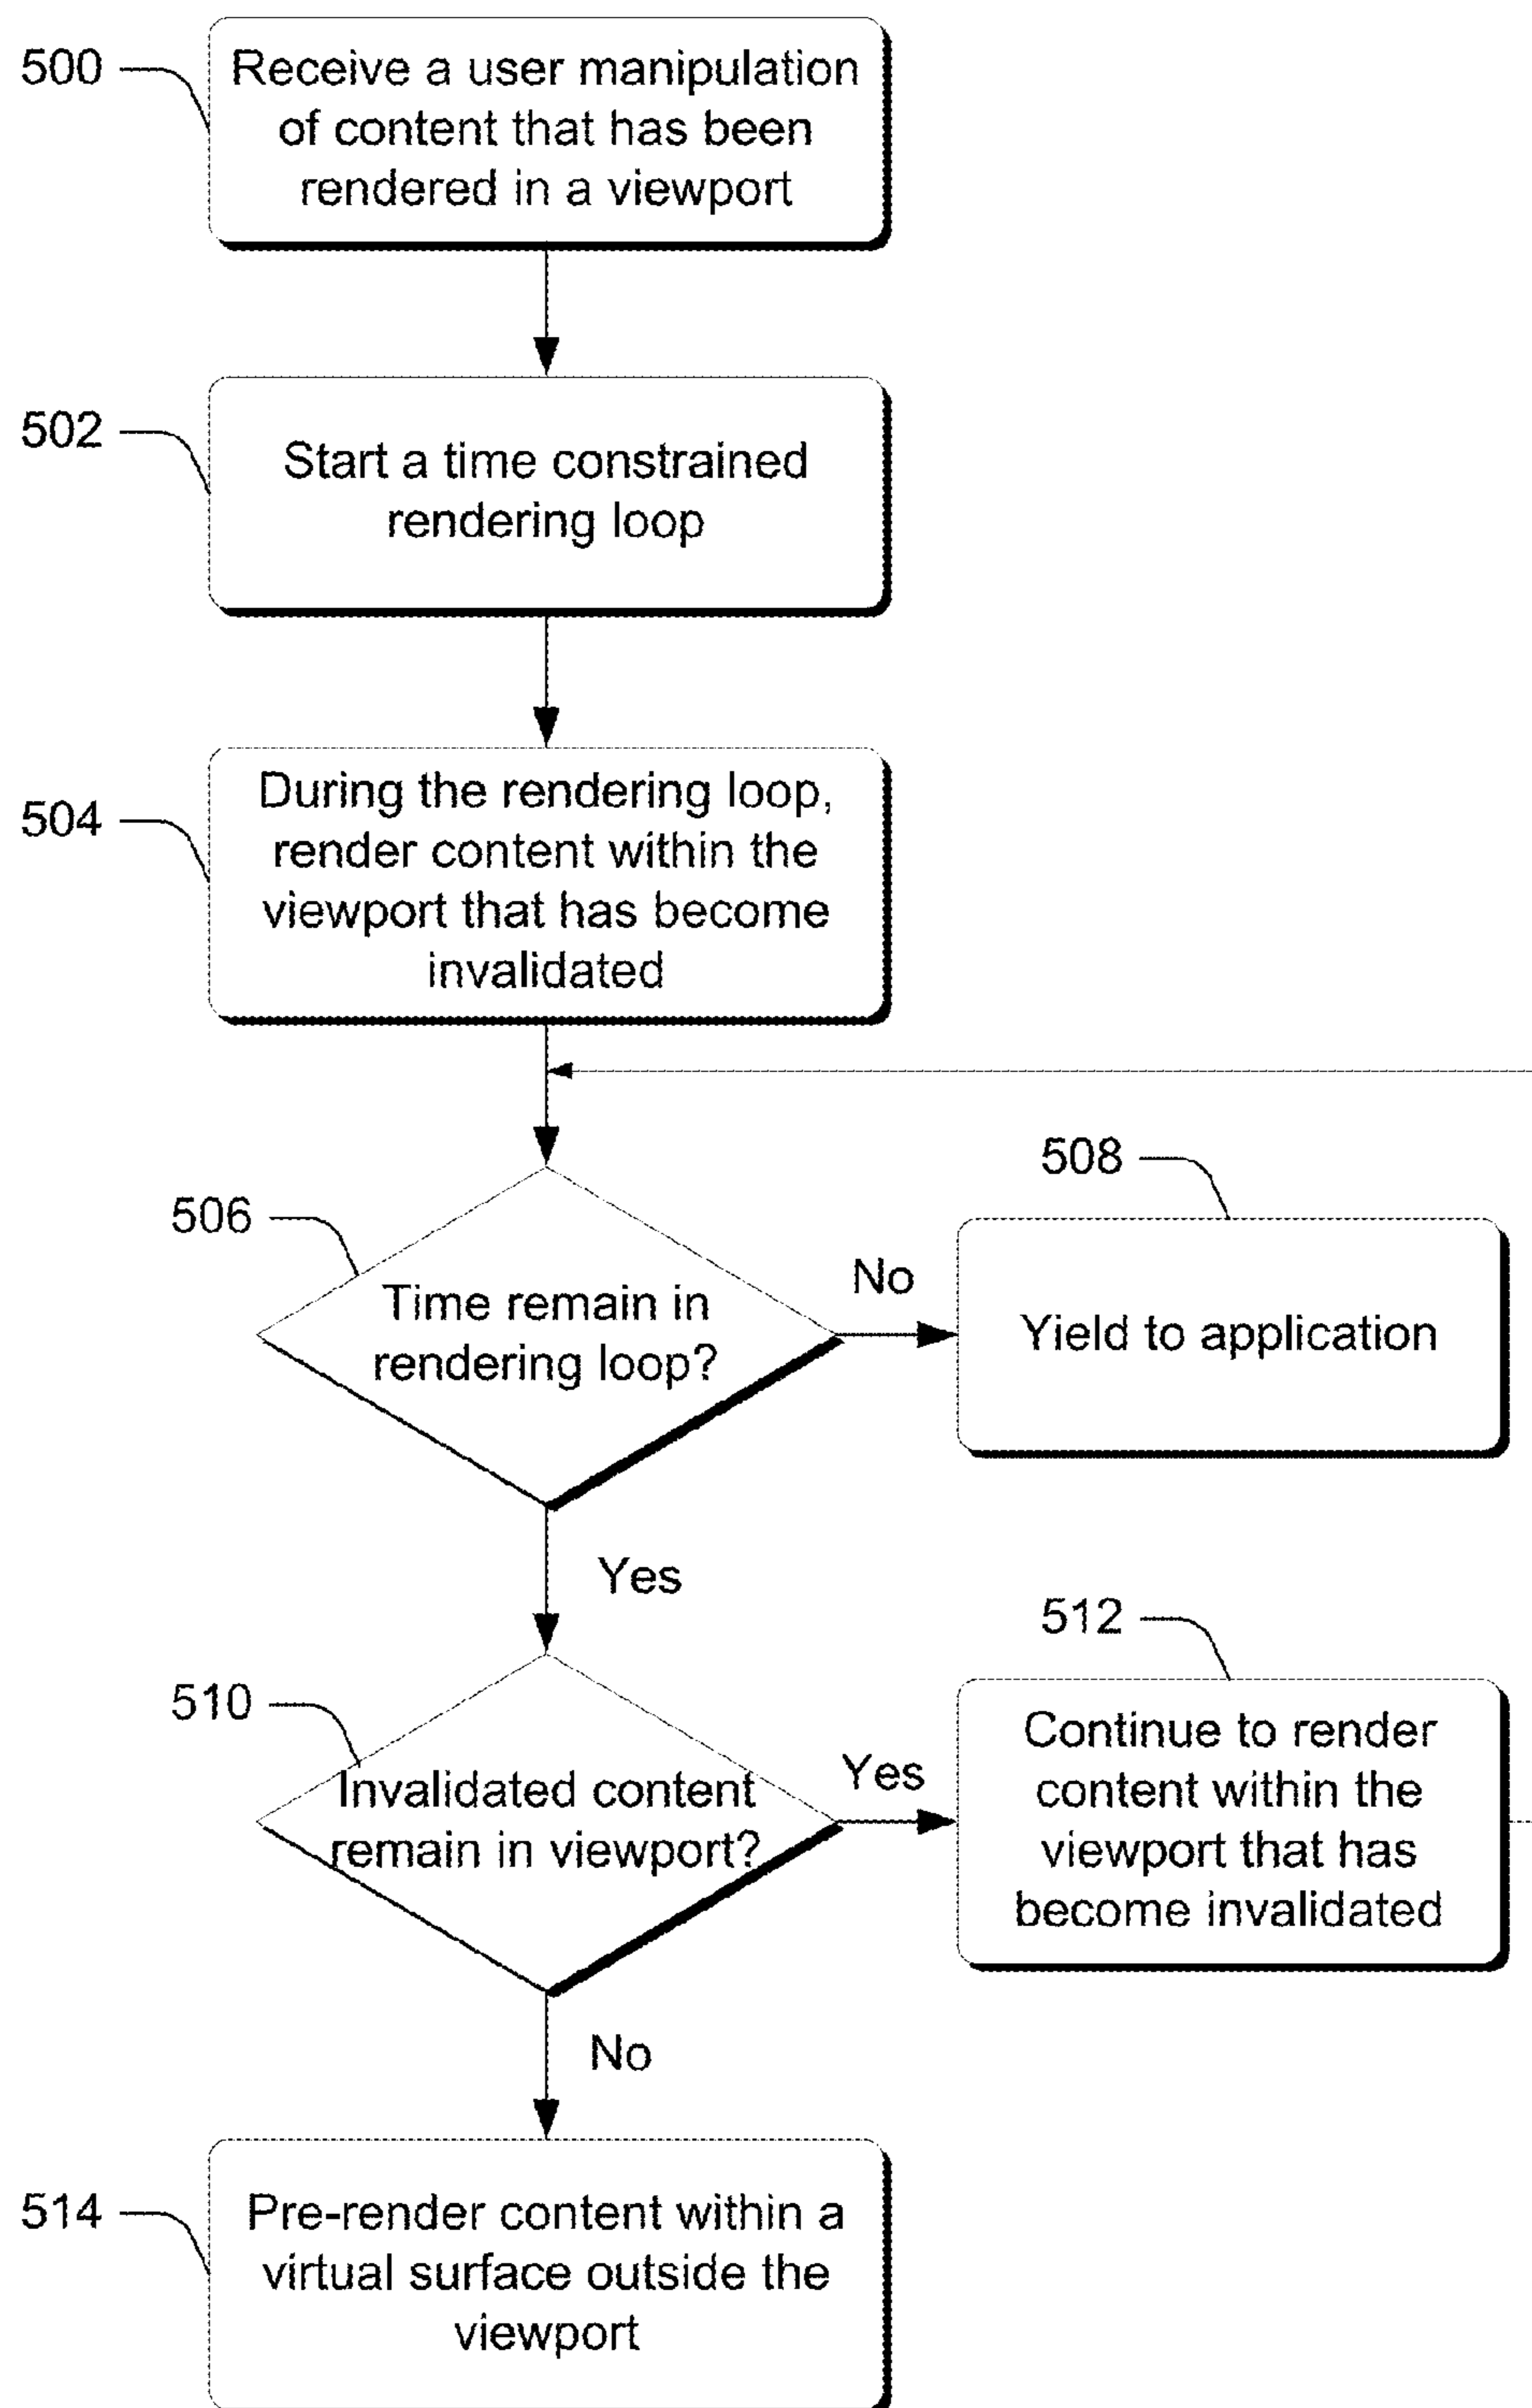 500
Receive a user manipulation
of content that has been
rendered in a viewport
502
Start a time constrained
rendering loop
504
During the rendering loop,
render content within the
viewport that has become
invalidated
506
Time remain in
rendering loop?
No
508
Yield to application
Yes
510
Invalidated content
remain in viewport?
Yes
512
Continue to render
content within the
viewport that has
become invalidated
No
514
Pre-render content within a
virtual surface outside the
viewport